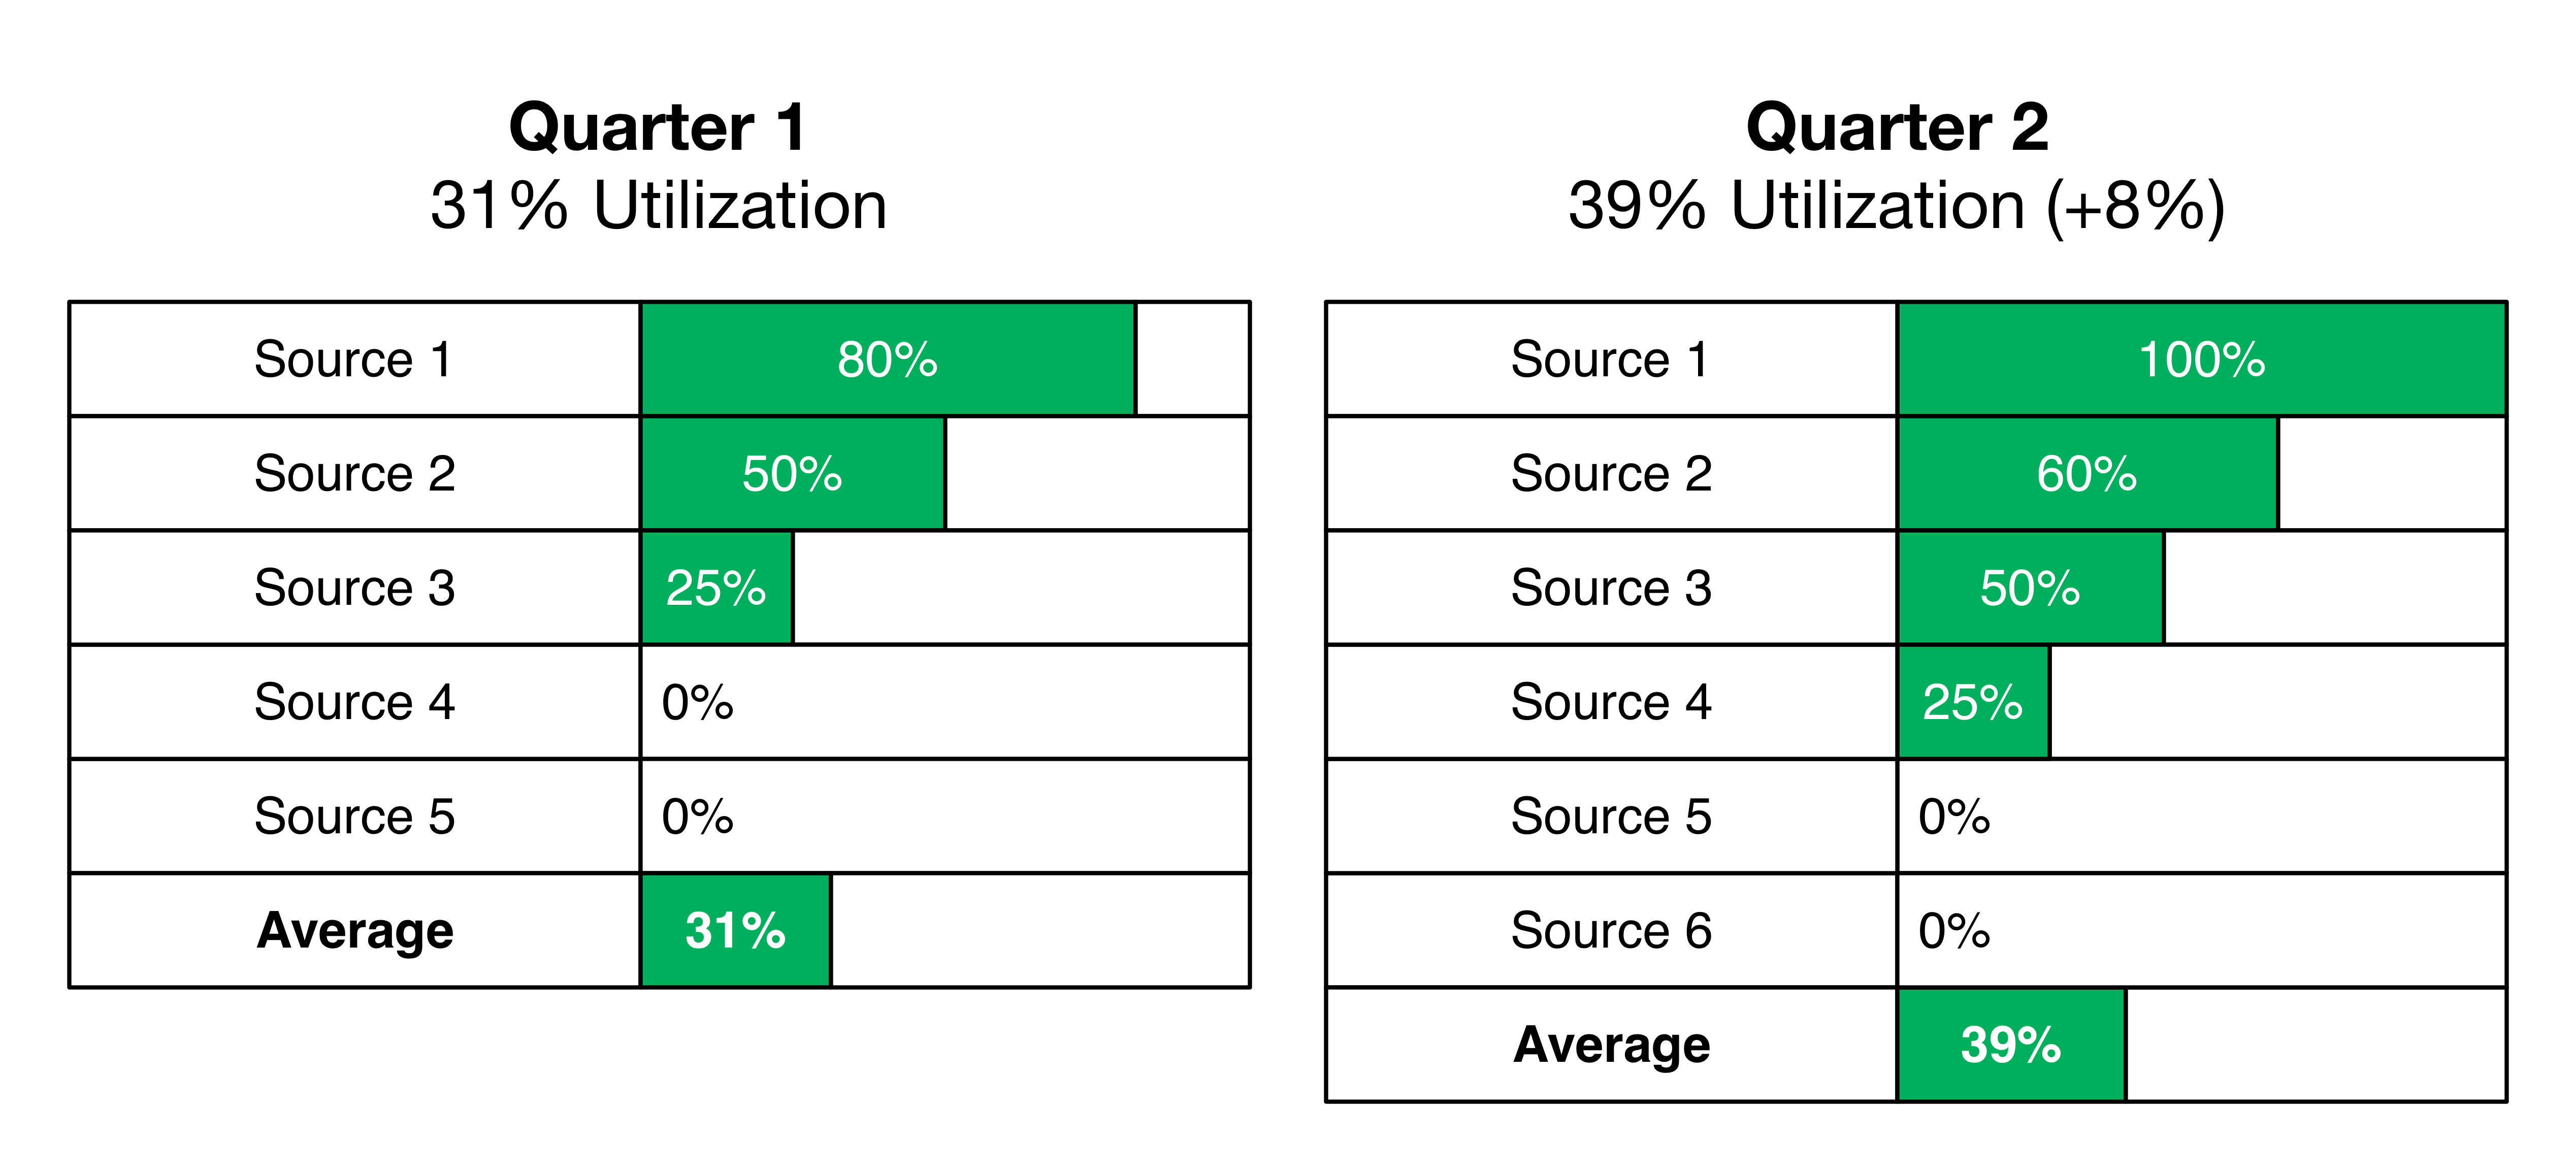 Quarter 1
31% Utilization
Source 1 80%
Source 2 50%
Source 3 25%
Source 4 0%
Source 5 0%
Average 31%
Quarter 2
39% Utilization (+8%)
Source 1 100%
Source 2 60%
Source 3 50%
Source 4 25%
Source 5 0%
Source 6 0%
Average 39%